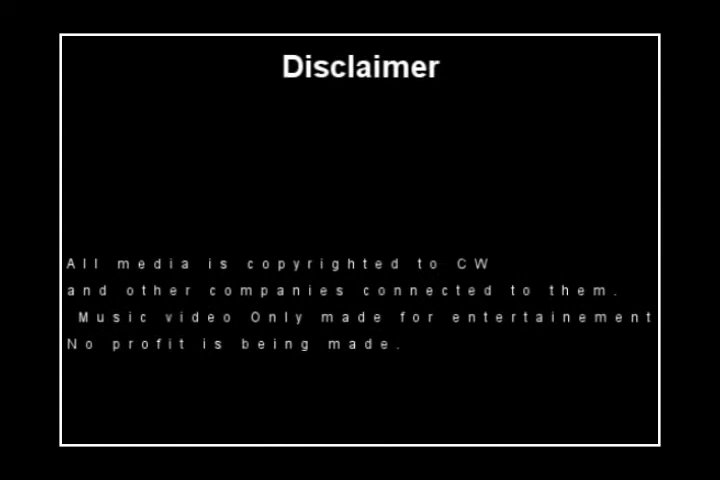 Disclaimer
All media is copyrighted to CW
and other companies connected to them.
Music video Only made for entertainement
No profit is being made.